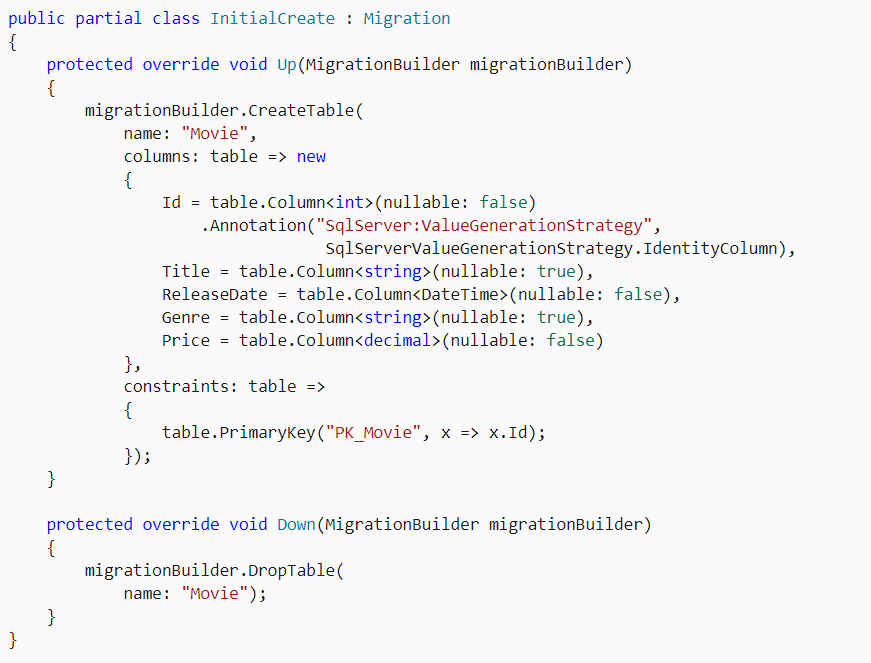 public partial class InitialCreate : Migration
{
    protected override void Up(MigrationBuilder migrationBuilder)
    {
        migrationBuilder.CreateTable(
            name: "Movie",
            columns: table => new
            {
                Id = table.Column<int>(nullable: false)
                    .Annotation("SqlServer:ValueGenerationStrategy",
                                 SqlServerValueGenerationStrategy.IdentityColumn),
                Title = table.Column<string>(nullable: true),
                ReleaseDate = table.Column<DateTime>(nullable: false),
                Genre = table.Column<string>(nullable: true),
                Price = table.Column<decimal>(nullable: false)
            },
            constraints: table =>
            {
                table.PrimaryKey("PK_Movie", x => x.Id);
            });
    }

    protected override void Down(MigrationBuilder migrationBuilder)
    {
        migrationBuilder.DropTable(
            name: "Movie");
    }
}